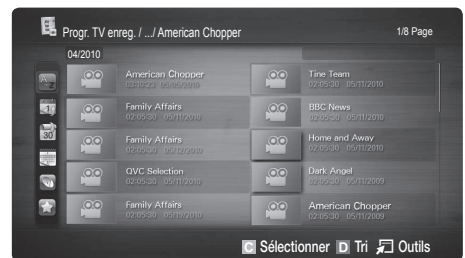 Progr. TV enreg. / .../ American Chopper 1/8 Page
04/2010
American Chopper
03:10:23 05/05/2010
Tine Team
02:05:30 05/11/2010
Family Affairs
02:05:30 05/11/2010
BBC News
02:05:30 05/11/2010
Family Affairs
02:05:30 05/12/2010
Home and Away
02:05:30 05/11/2010
QVC Selection
02:05:30 05/11/2010
Dark Angel
02:05:30 05/11/2009
Family Affairs
02:05:30 05/19/2010
American Chopper
02:05:30 05/11/2009
C Sélectionner D Tri Outils